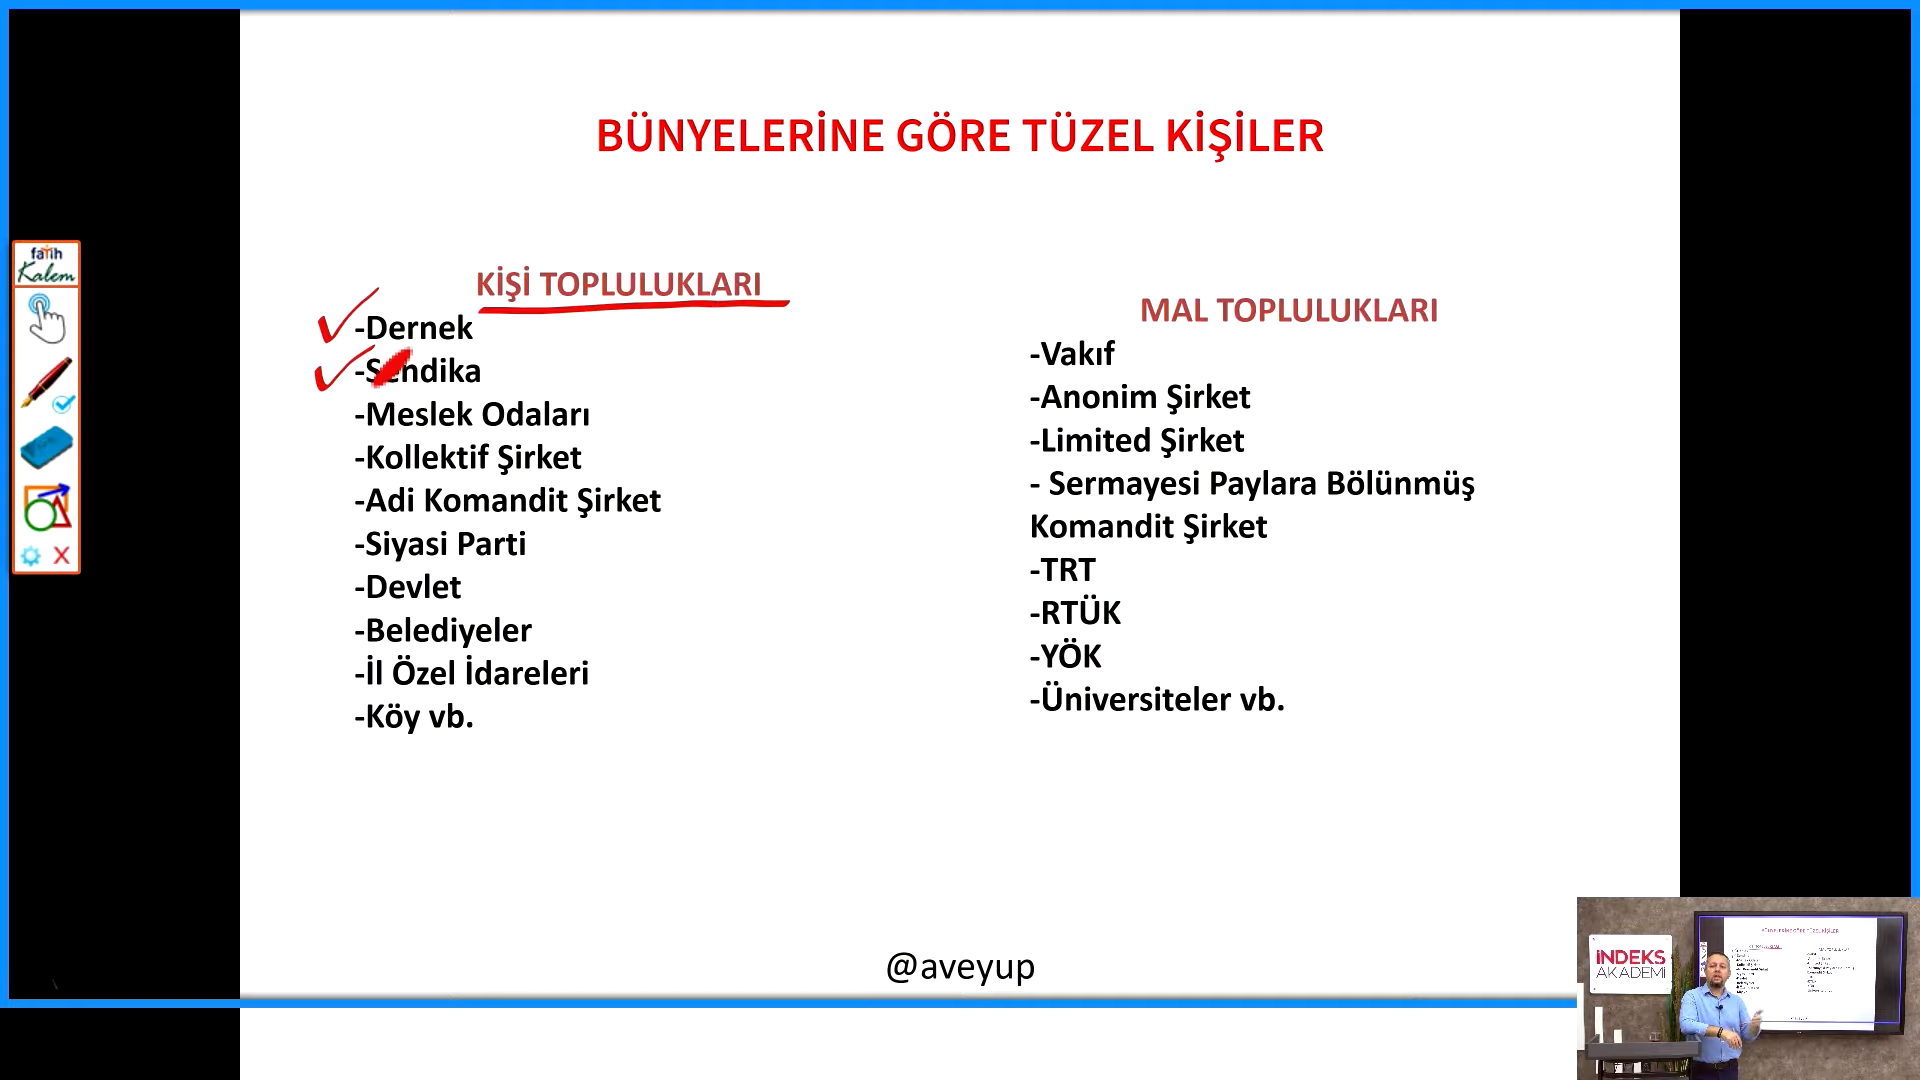 BÜNYELERİNE GÖRE TÜZEL KİŞİLER
fatih
Kalem
KİŞİ TOPLULUKLARI
-Dernek
-Sendika
-Meslek Odaları
-Kollektif Şirket
-Adi Komandit Şirket
-Siyasi Parti
-Devlet
-Belediyeler
-İl Özel İdareleri
-Köy vb.
MAL TOPLULUKLARI
-Vakıf
-Anonim Şirket
-Limited Şirket
- Sermayesi Paylara Bölünmüş
Komandit Şirket
-TRT
-RTÜK
-YÖK
-Üniversiteler vb.
@aveyup
İNDEKS
AKADEMİ